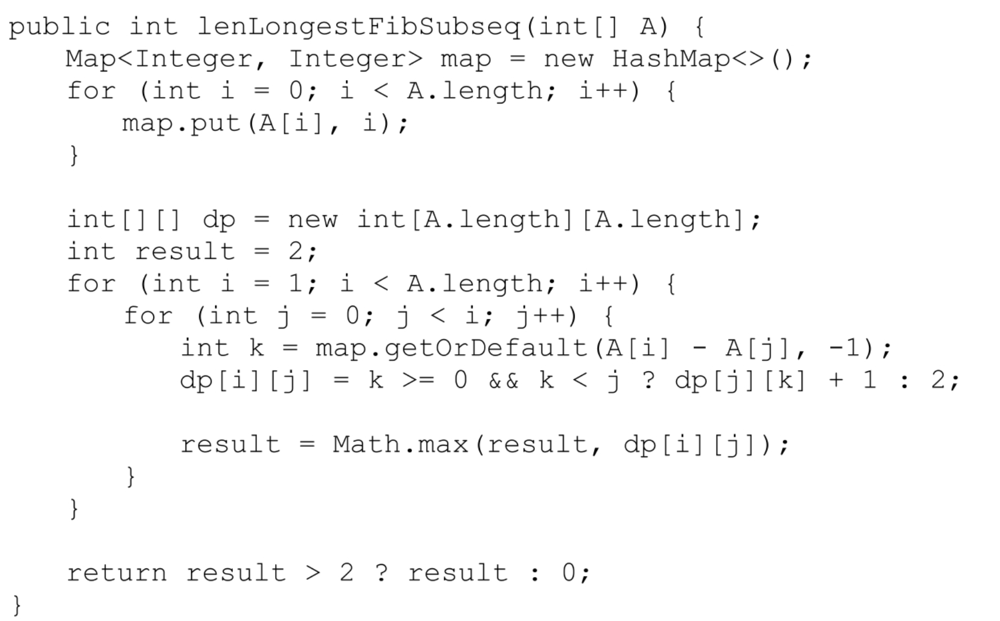 public int lenLongestFibSubseq(int[] A) {
    Map<Integer, Integer> map = new HashMap<>();
    for (int i = 0; i < A.length; i++) {
        map.put(A[i], i);
    }

    int[][] dp = new int[A.length][A.length];
    int result = 2;
    for (int i = 1; i < A.length; i++) {
        for (int j = 0; j < i; j++) {
            int k = map.getOrDefault(A[i] - A[j], -1);
            dp[i][j] = k >= 0 && k < j ? dp[j][k] + 1 : 2;

            result = Math.max(result, dp[i][j]);
        }
    }

    return result > 2 ? result : 0;
}